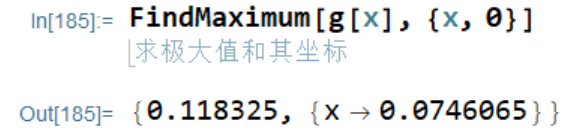 In[185]:= FindMaximum[g[x], {x, 0}]
求极大值和其坐标
Out[185]= {0.118325, {x → 0.0746065}}